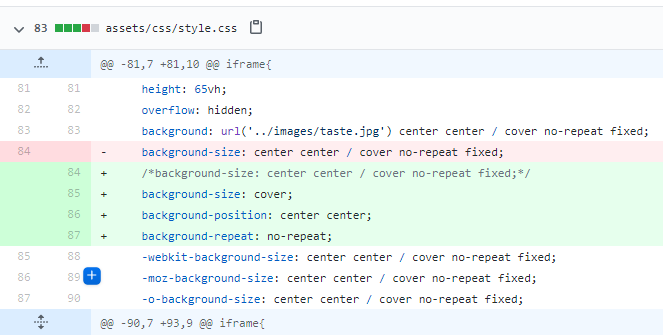 83 assets/css/style.css
@@ -81,7 +81,10 @@ iframe{
81 81 height: 65vh;
82 82 overflow: hidden;
83 83 background: url('../images/taste.jpg') center center / cover no-repeat fixed;
84 - background-size: center center / cover no-repeat fixed;
84 + /*background-size: center center / cover no-repeat fixed;*/
85 + background-size: cover;
86 + background-position: center center;
87 + background-repeat: no-repeat;
85 88 -webkit-background-size: center center / cover no-repeat fixed;
86 89 + -moz-background-size: center center / cover no-repeat fixed;
87 90 -o-background-size: center center / cover no-repeat fixed;
@@ -90,7 +93,9 @@ iframe{